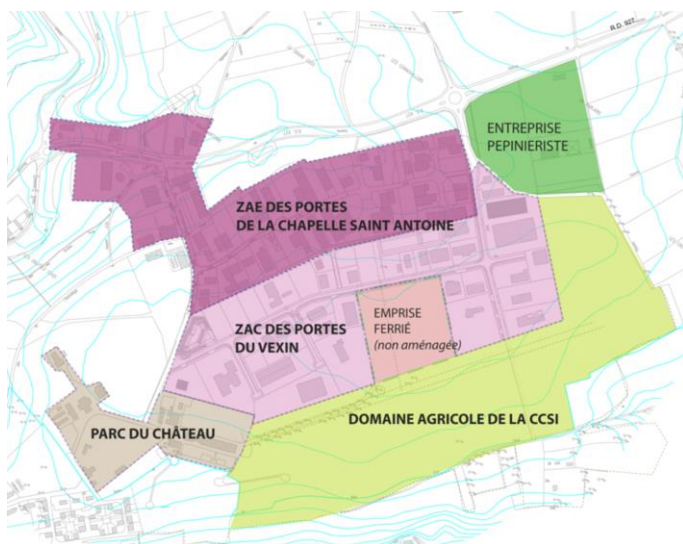 R.D. 927
ENTREPRISE
PEPINIERISTE
ZAE DES PORTES
DE LA CHAPELLE SAINT ANTOINE
ZAC DES PORTES
DU VEXIN
EMPRISE
FERRIÉ
(non aménagée)
PARC DU CHÂTEAU
DOMAINE AGRICOLE DE LA CCSI